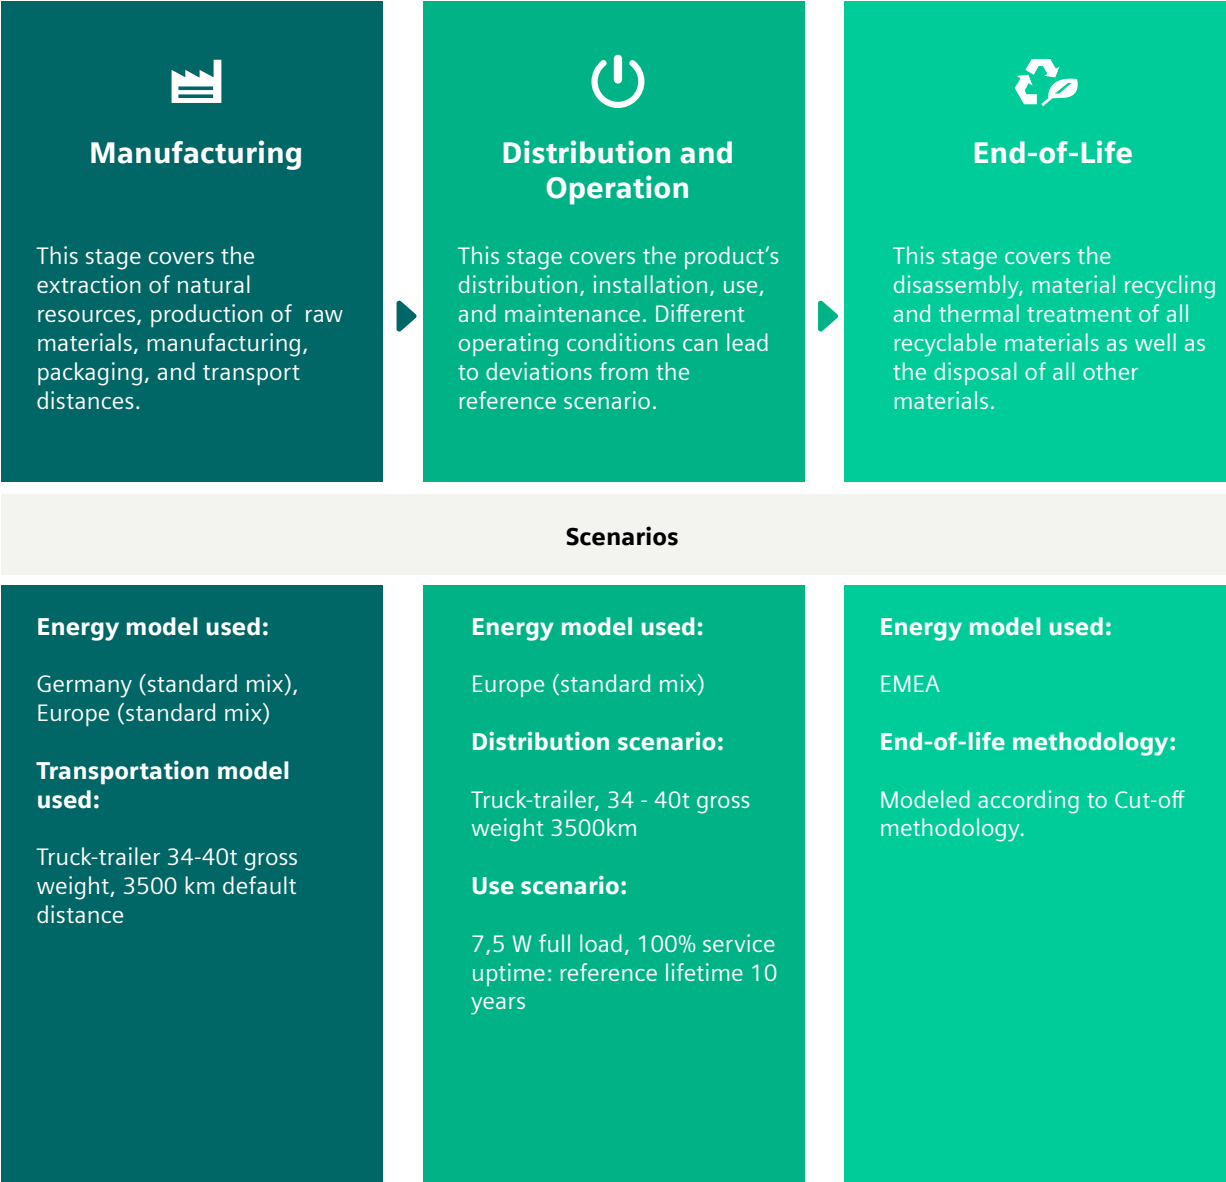 Manufacturing
This stage covers the
extraction of natural
resources, production of  raw
materials, manufacturing,
packaging, and transport
distances.
Distribution and
Operation
This stage covers the product’s
distribution, installation, use,
and maintenance. Different
operating conditions can lead
to deviations from the
reference scenario.
End-of-Life
This stage covers the
disassembly, material recycling
and thermal treatment of all
recyclable materials as well as
the disposal of all other
materials.
Scenarios
Energy model used:
Germany (standard mix),
Europe (standard mix)
Transportation model
used:
Truck-trailer 34-40t gross
weight, 3500 km default
distance
Energy model used:
Europe (standard mix)
Distribution scenario:
Truck-trailer, 34 - 40t gross
weight 3500km
Use scenario:
7,5 W full load, 100% service
uptime: reference lifetime 10
years
Energy model used:
EMEA
End-of-life methodology:
Modeled according to Cut-off
methodology.